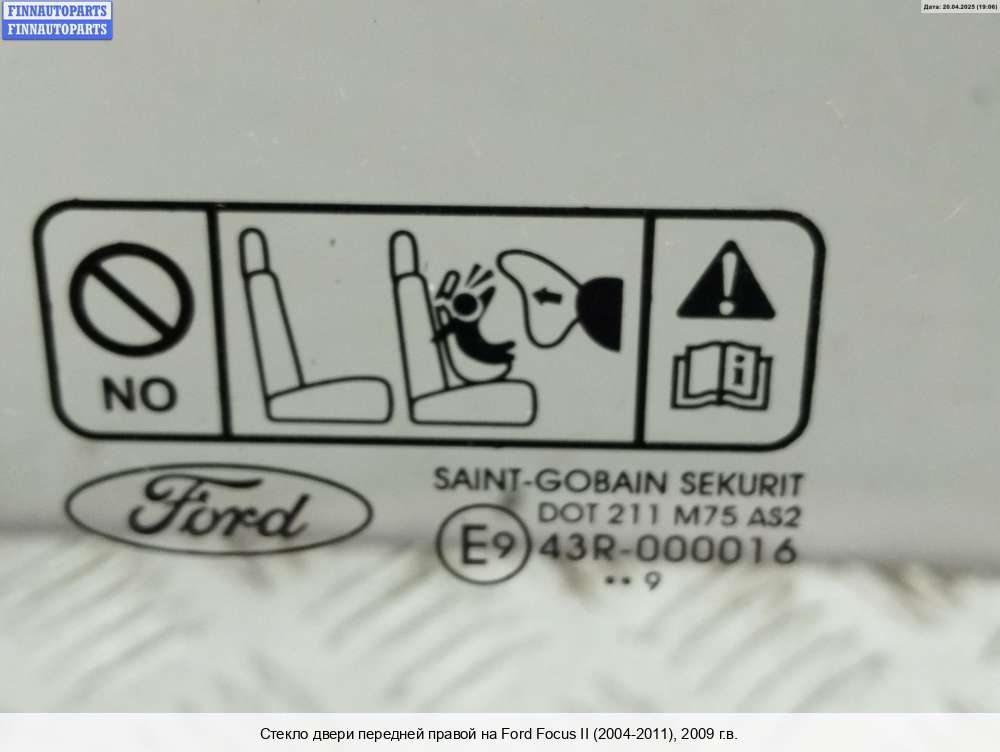 FINNAUTOPARTS
FINNAUTOPARTS
Дата: 20.04.2025 (19:06)
NO
i
Ford
SAINT-GOBAIN SEKURIT
DOT 211 M75 AS2
E9 43R-000016
•• 9
Стекло двери передней правой на Ford Focus II (2004-2011), 2009 г.в.